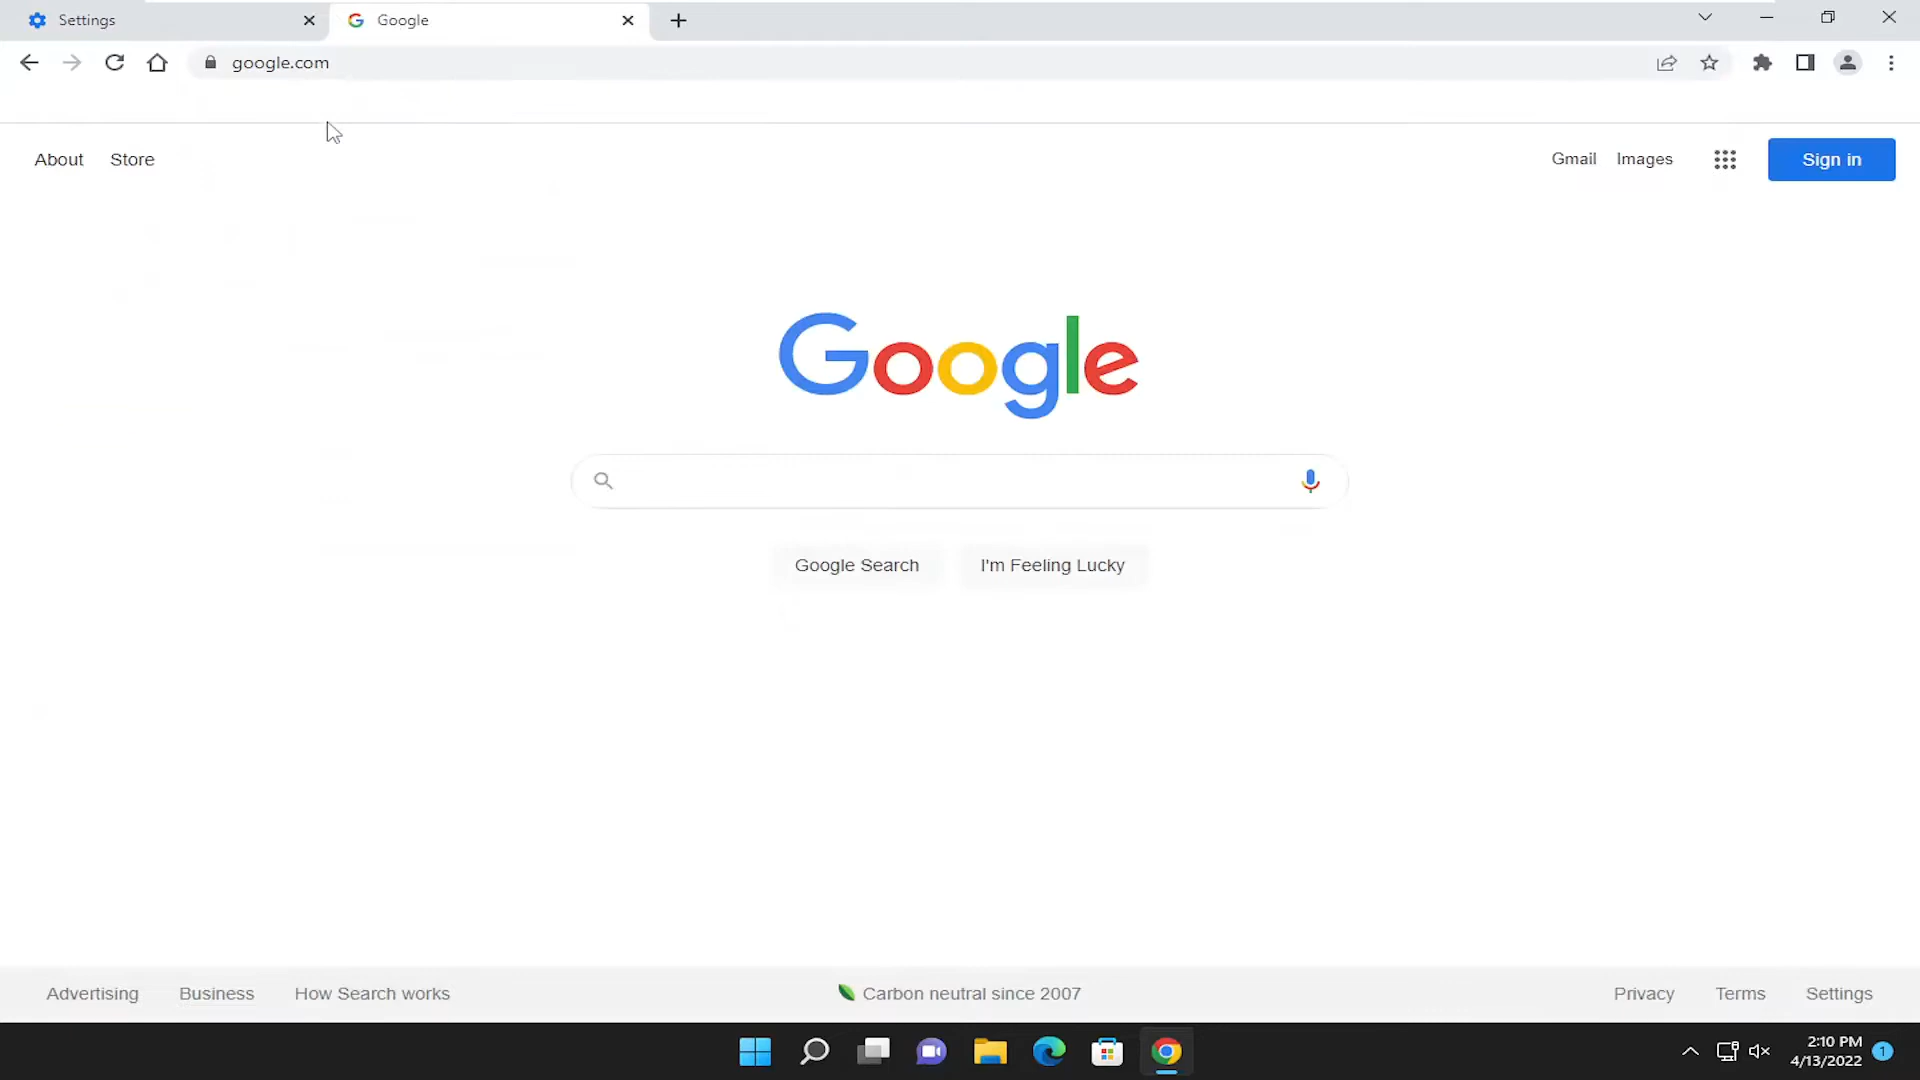 Settings
Google
google.com
About Store
Gmail Images Sign in
Google
Google Search I'm Feeling Lucky
Advertising Business How Search works
Carbon neutral since 2007
Privacy Terms Settings
2:10 PM
4/13/2022
1